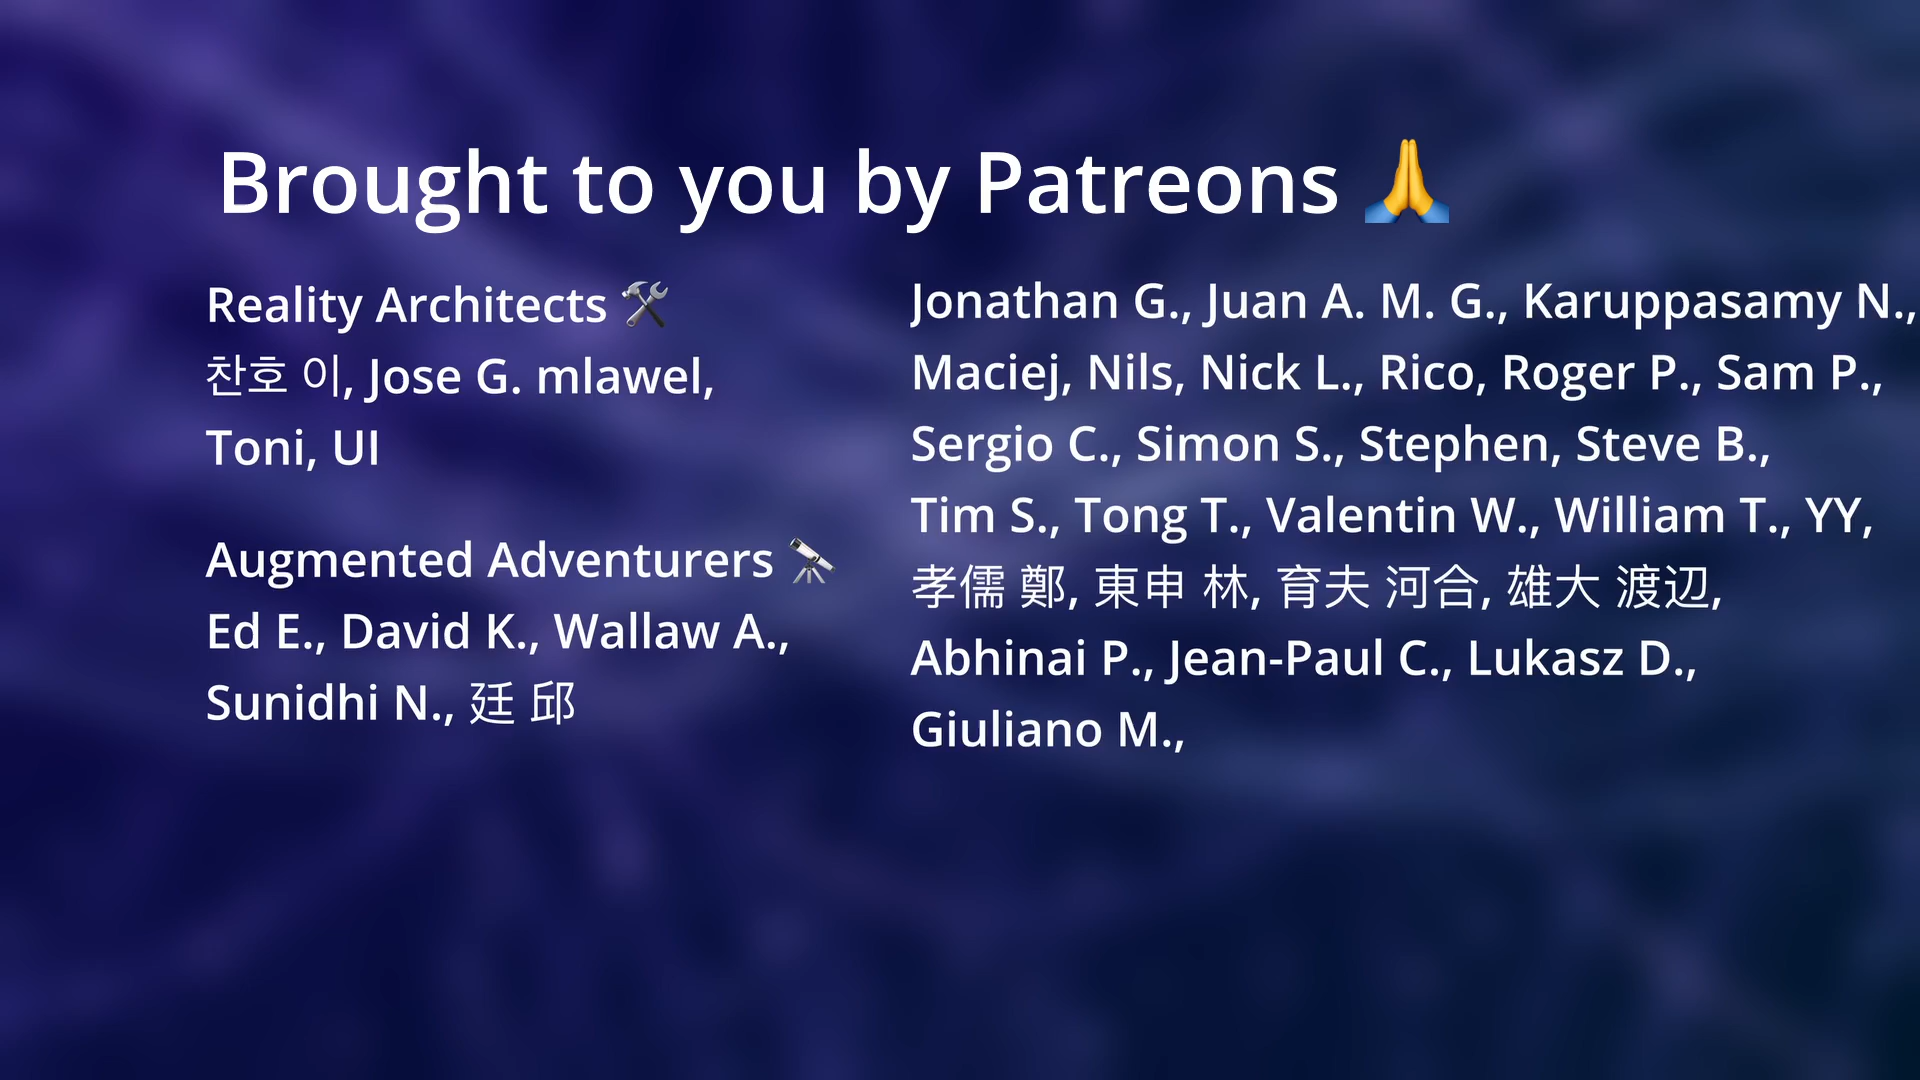 Brought to you by Patreons 🙏
Reality Architects 🛠
찬호 이, Jose G. mlawel,
Toni, UI
Augmented Adventurers 🔭
Ed E., David K., Wallaw A.,
Sunidhi N., 廷 邱
Jonathan G., Juan A. M. G., Karuppasamy N.,
Maciej, Nils, Nick L., Rico, Roger P., Sam P.,
Sergio C., Simon S., Stephen, Steve B.,
Tim S., Tong T., Valentin W., William T., YY,
孝儒 鄭, 東申 林, 育夫 河合, 雄大 渡辺,
Abhinai P., Jean-Paul C., Lukasz D.,
Giuliano M.,